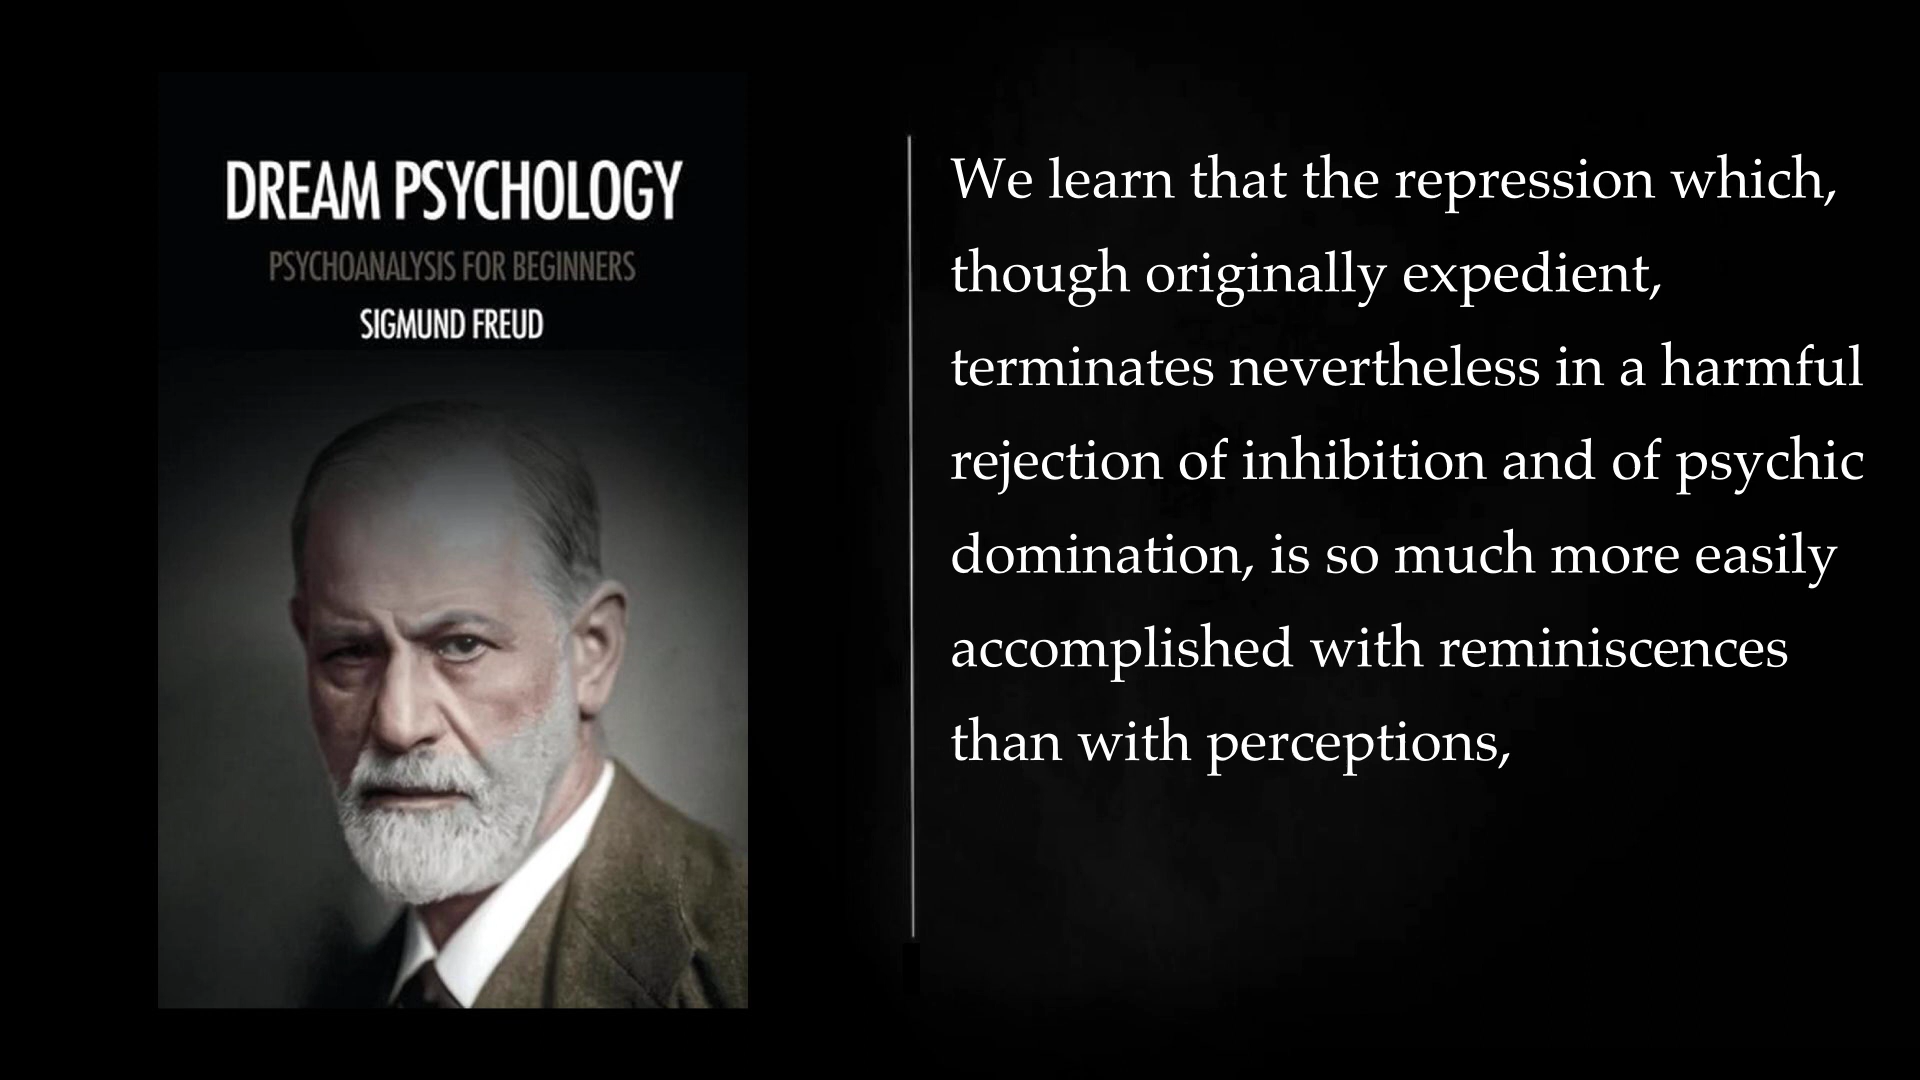 DREAM PSYCHOLOGY
PSYCHOANALYSIS FOR BEGINNERS
SIGMUND FREUD
We learn that the repression which,
though originally expedient,
terminates nevertheless in a harmful
rejection of inhibition and of psychic
domination, is so much more easily
accomplished with reminiscences
than with perceptions,